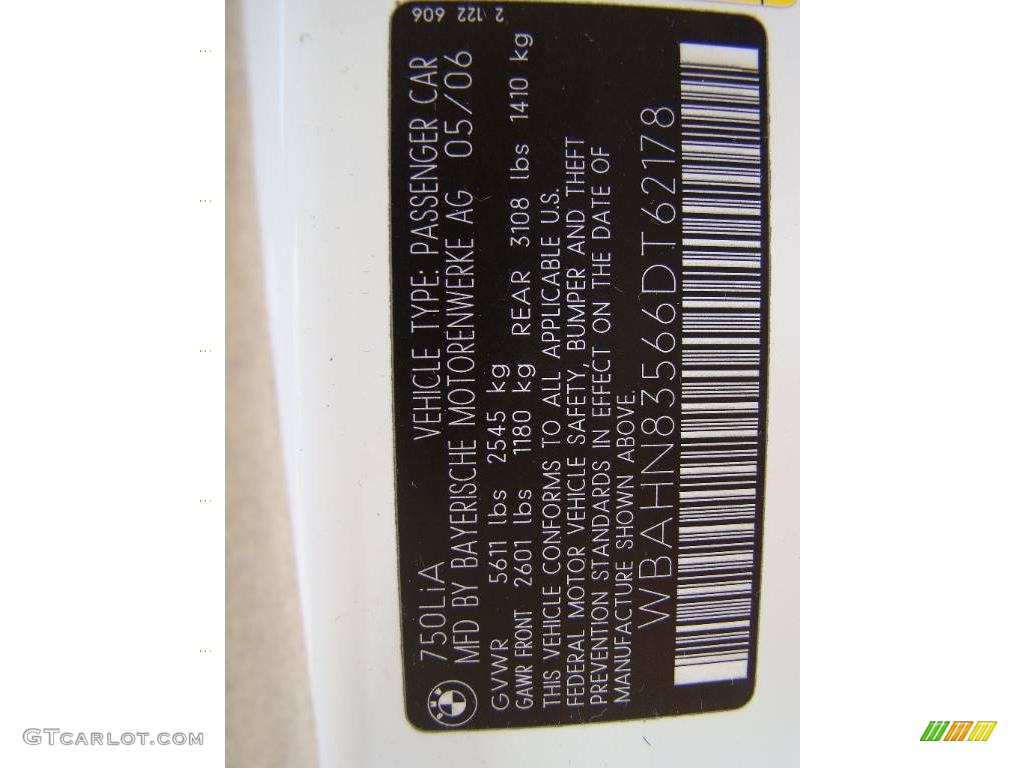 2 122 606
750LiA VEHICLE TYPE: PASSENGER CAR
MFD BY BAYERISCHE MOTORENWERKE AG 05/06
GVWR 5611 lbs 2545 kg
GAWR FRONT 2601 lbs 1180 kg REAR 3108 lbs 1410 kg
THIS VEHICLE CONFORMS TO ALL APPLICABLE U.S.
FEDERAL MOTOR VEHICLE SAFETY, BUMPER AND THEFT
PREVENTION STANDARDS IN EFFECT ON THE DATE OF
MANUFACTURE SHOWN ABOVE.
WBAHN83566DT62178
GTCARLOT.COM